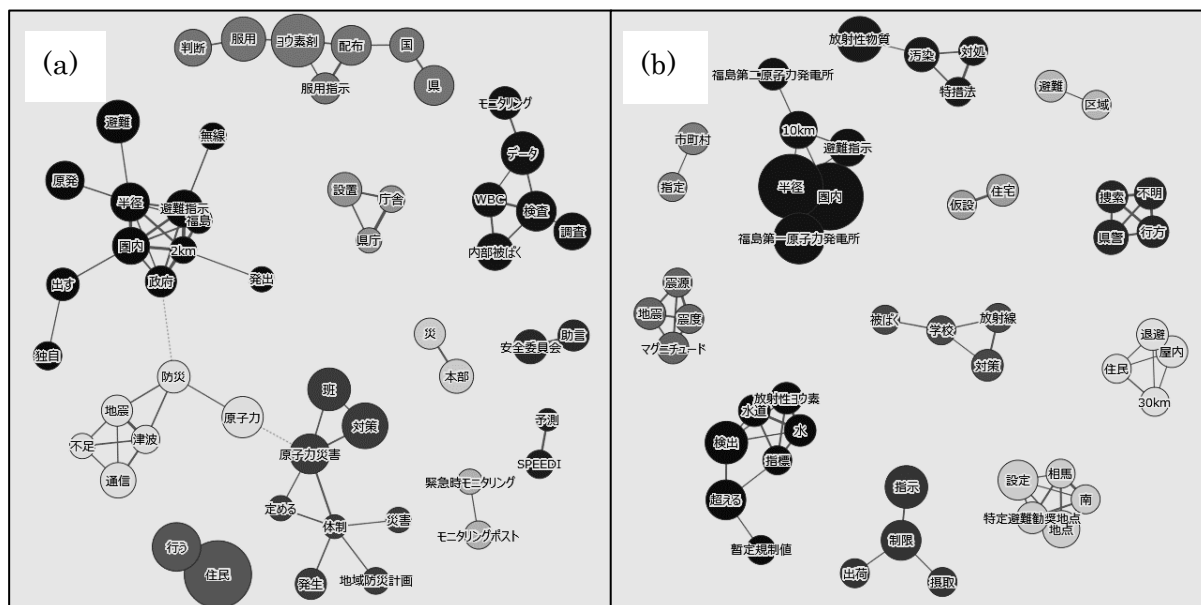 (a)
判断
服用
ヨウ素剤
配布
国
県
服用指示
避難
無線
原発
半径
避難指示
福島
圏内
2km
政府
出す
発出
独自
設置
庁舎
県庁
モニタリング
データ
WBC
検査
調査
内部被ばく
災
本部
安全委員会
助言
防災
地震
原子力
不足
津波
通信
班
対策
原子力災害
定める
体制
災害
発生
地域防災計画
予測
SPEEDI
緊急時モニタリング
モニタリングポスト
行う
住民
(b)
放射性物質
汚染
対処
特措法
福島第二原子力発電所
10km
避難指示
半径
圏内
福島第一原子力発電所
避難
区域
市町村
指定
仮設
住宅
捜索
不明
県警
行方
震源
地震
震度
マグニチュード
被ばく
学校
放射線
対策
退避
屋内
住民
30km
放射性ヨウ素
水道
水
検出
指標
超える
暫定規制値
指示
制限
出荷
摂取
設定
相馬
南
特定避難勧奨地点
地点